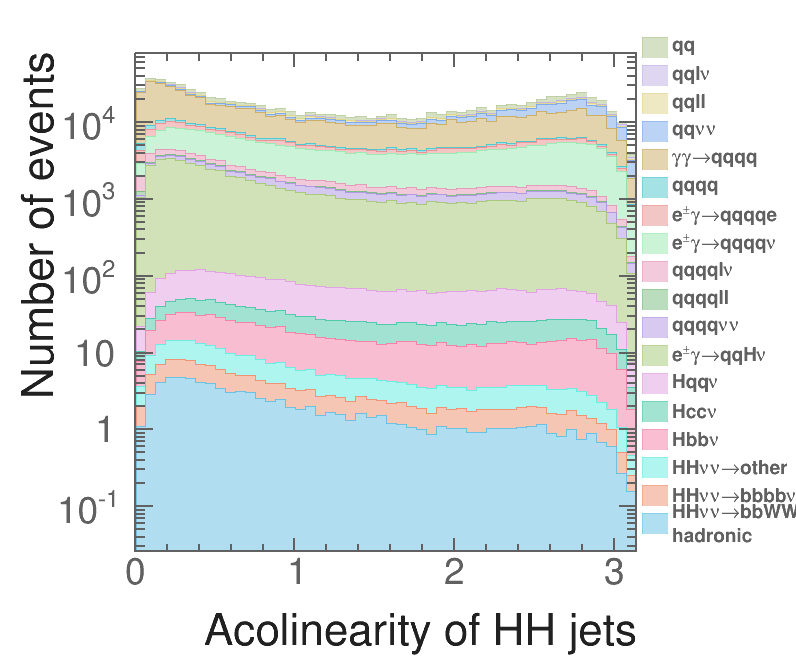 Number of events
10⁴
10³
10²
10
1
10⁻¹
0
1
2
3
Acolinearity of HH jets
qq
qqlν
qqll
qqνν
γγ→qqqq
qqqq
e±γ→qqqqe
e±γ→qqqqν
qqqqlν
qqqqll
qqqqνν
e±γ→qqHν
Hqqν
Hccν
Hbbν
HHνν→other
HHνν→bbbbν
HHνν→bbWW
hadronic